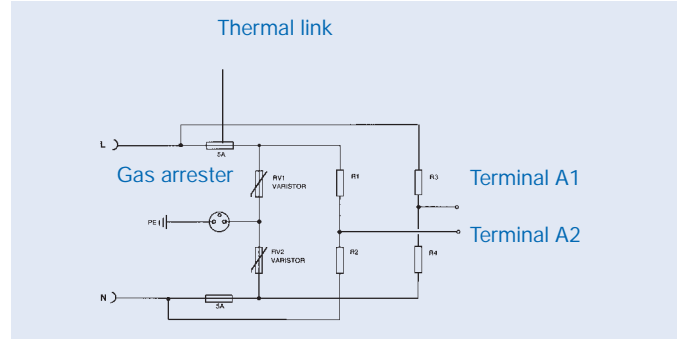 Thermal link
L
5A
Gas arrester
RV1
VARISTOR
R1
R3
Terminal A1
PE
Terminal A2
RV2
VARISTOR
R2
R4
N
5A